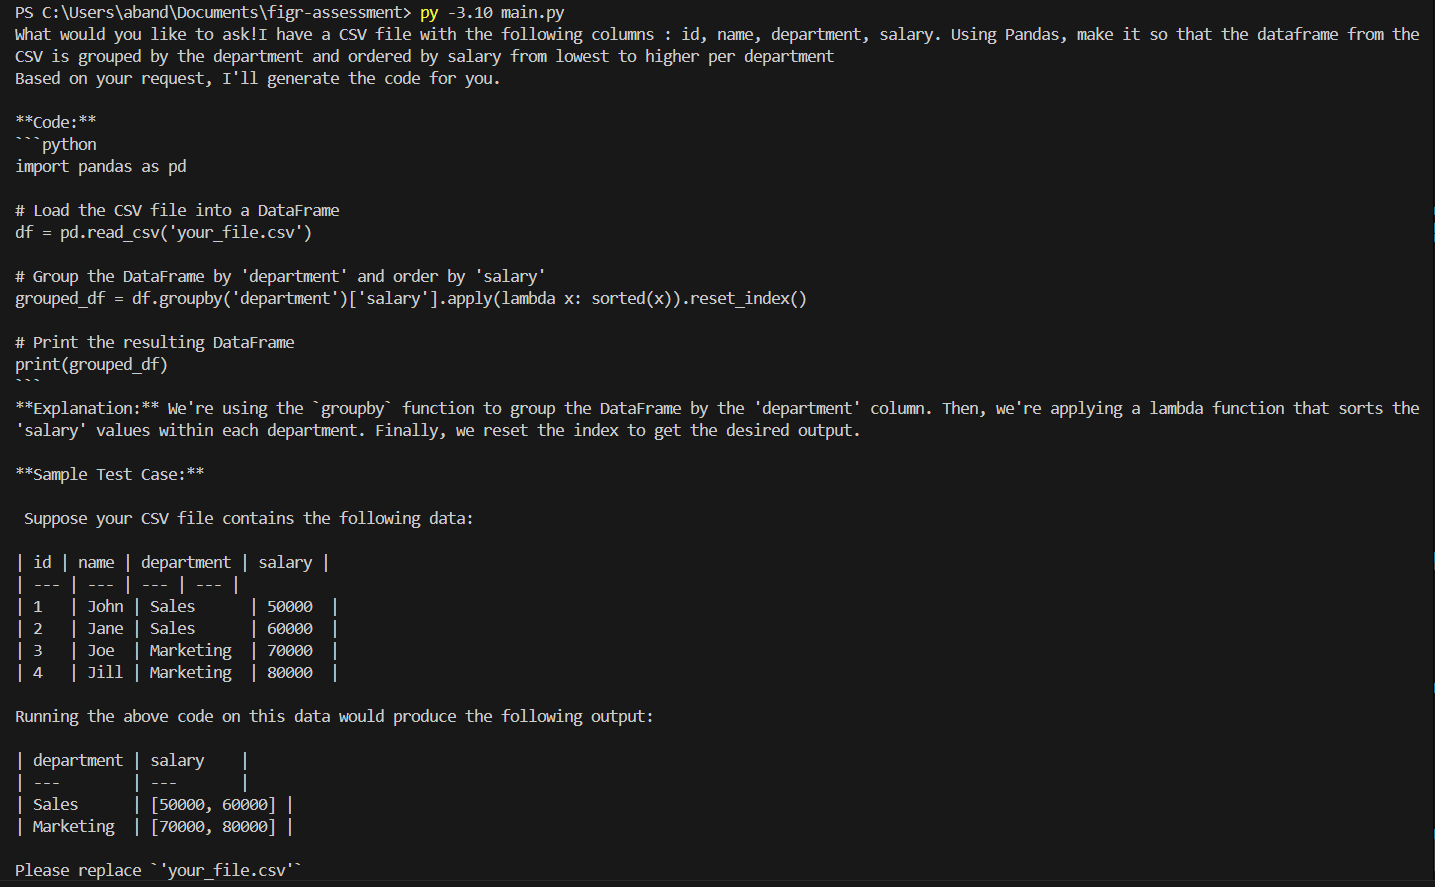 PS C:\Users\aband\Documents\figr-assessment> py -3.10 main.py
What would you like to ask!I have a CSV file with the following columns : id, name, department, salary. Using Pandas, make it so that the dataframe from the
CSV is grouped by the department and ordered by salary from lowest to higher per department
Based on your request, I'll generate the code for you.

**Code:**
```python
import pandas as pd

# Load the CSV file into a DataFrame
df = pd.read_csv('your_file.csv')

# Group the DataFrame by 'department' and order by 'salary'
grouped_df = df.groupby('department')['salary'].apply(lambda x: sorted(x)).reset_index()

# Print the resulting DataFrame
print(grouped_df)
```
**Explanation:** We're using the `groupby` function to group the DataFrame by the 'department' column. Then, we're applying a lambda function that sorts the
'salary' values within each department. Finally, we reset the index to get the desired output.

**Sample Test Case:**

 Suppose your CSV file contains the following data:

| id | name | department | salary |
| --- | --- | --- | --- |
| 1   | John | Sales      | 50000  |
| 2   | Jane | Sales      | 60000  |
| 3   | Joe  | Marketing  | 70000  |
| 4   | Jill | Marketing  | 80000  |

Running the above code on this data would produce the following output:

| department | salary    |
| ---        | ---       |
| Sales      | [50000, 60000] |
| Marketing  | [70000, 80000] |

Please replace `'your_file.csv'`